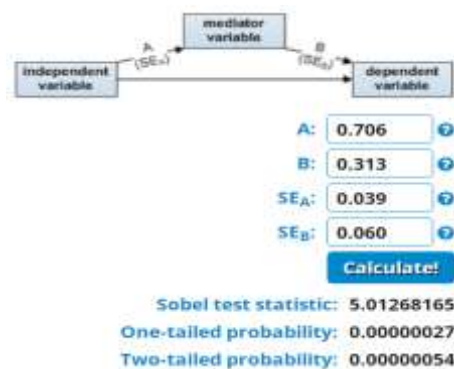 mediator
variable
A
(SEA)
B
(SEB)
independent
variable
dependent
variable
A: 0.706 ?
B: 0.313 ?
SEA: 0.039 ?
SEB: 0.060 ?
Calculate!
Sobel test statistic: 5.01268165
One-tailed probability: 0.00000027
Two-tailed probability: 0.00000054